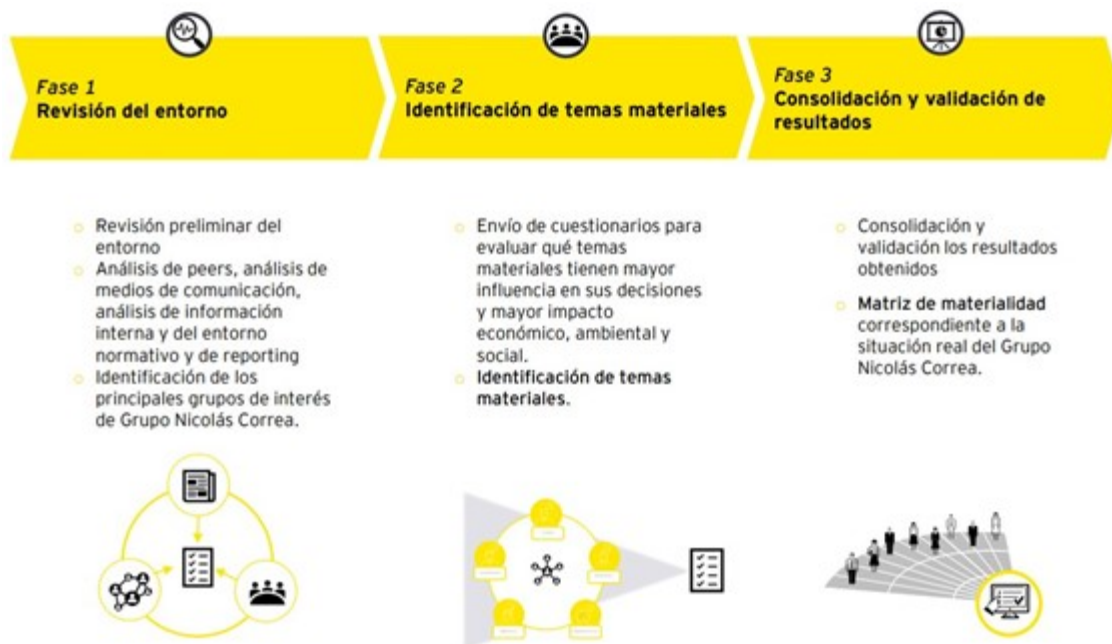 Fase 1
Revisión del entorno
Fase 2
Identificación de temas materiales
Fase 3
Consolidación y validación de
resultados
Revisión preliminar del
entorno
Análisis de peers, análisis de
medios de comunicación,
análisis de información
interna y del entorno
normativo y de reporting
Identificación de los
principales grupos de interés
de Grupo Nicolás Correa.
Envío de cuestionarios para
evaluar qué temas
materiales tienen mayor
influencia en sus decisiones
y mayor impacto
económico, ambiental y
social.
Identificación de temas
materiales.
Consolidación y
validación los resultados
obtenidos
Matriz de materialidad
correspondiente a la
situación real del Grupo
Nicolás Correa.